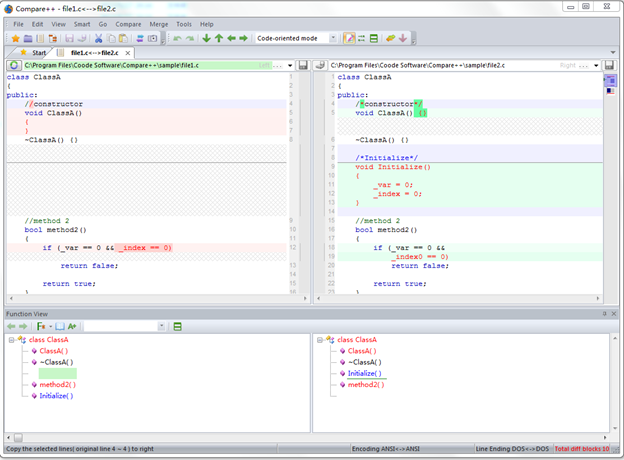 Compare++ - file1.c<-->file2.c
File Edit View Smart Go Compare Merge Tools Help
Code-oriented mode
Start file1.c<-->file2.c
C:\Program Files\Coode Software\Compare++\sample\file1.c Left
class ClassA 1
{ 2
public: 3
//constructor 4
void ClassA() 5
{ 6
} 7
~ClassA() {} 8
//method 2 9
bool method2() 10
{ 11
if (_var == 0 && _index == 0) 12
return false; 13
14
return true; 15
} 16
C:\Program Files\Coode Software\Compare++\sample\file2.c Right
1 class ClassA
2 {
3 public:
4 /*constructor*/
5 void ClassA() {}
6 ~ClassA() {}
7
8 /*Initialize*/
9 void Initialize()
10 {
11 _var = 0;
12 _index = 0;
13 }
14
15 //method 2
16 bool method2()
17 {
18 if (_var == 0 &&
19 _index0 == 0)
20 return false;
21
22 return true;
23 }
Function View
class ClassA
ClassA()
~ClassA()
method2()
Initialize()
class ClassA
ClassA()
~ClassA()
Initialize()
method2()
Copy the selected lines( original line 4 ~ 4 ) to right Encoding ANSI<->ANSI Line Ending DOS<->DOS Total diff blocks 10